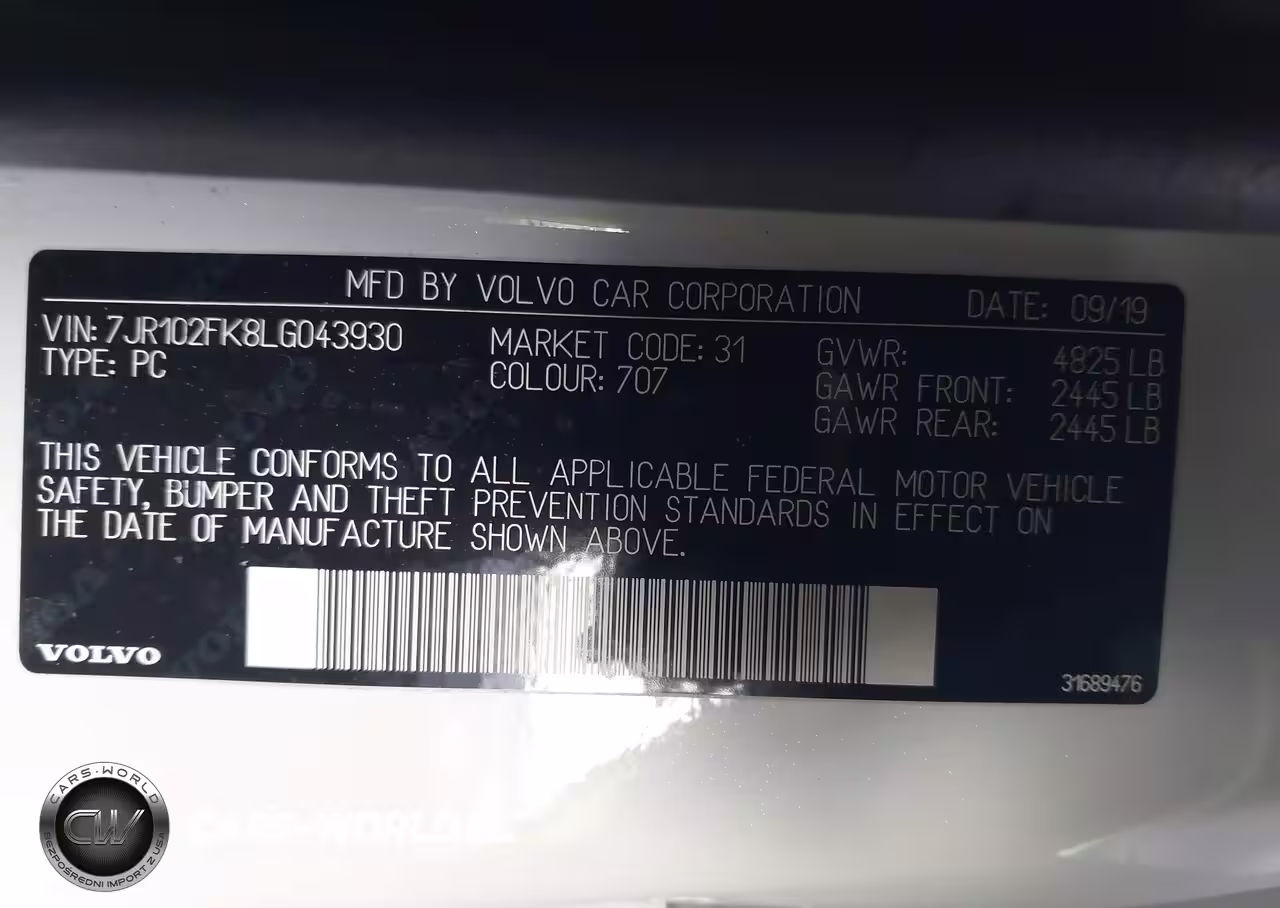 MFD BY VOLVO CAR CORPORATION DATE: 09/19
VIN: 7JR102FK8LG043930 MARKET CODE: 31 GVWR: 4825 LB
TYPE: PC COLOUR: 707 GAWR FRONT: 2445 LB
GAWR REAR: 2445 LB
THIS VEHICLE CONFORMS TO ALL APPLICABLE FEDERAL MOTOR VEHICLE
SAFETY, BUMPER AND THEFT PREVENTION STANDARDS IN EFFECT ON
THE DATE OF MANUFACTURE SHOWN ABOVE.
VOLVO
31689476
CARS-WORLD
CW
BEZPOŚREDNI IMPORT Z USA